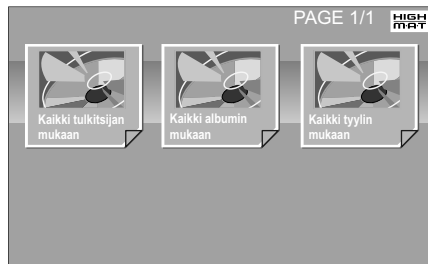 PAGE 1/1
HIGH
MAT
Kaikki tulkitsijan
mukaan
Kaikki albumin
mukaan
Kaikki tyylin
mukaan